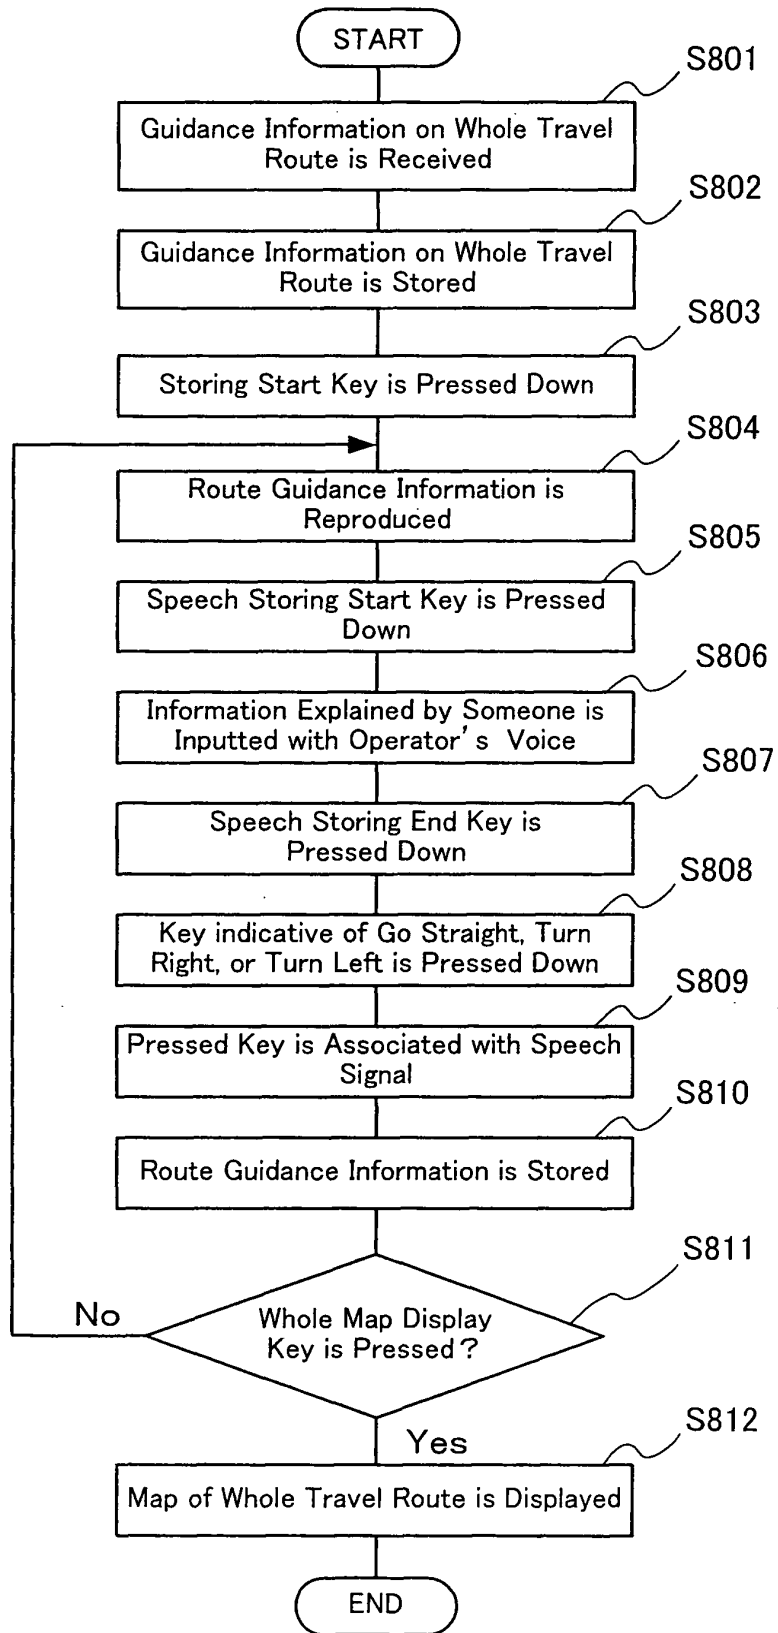 START
S801
Guidance Information on Whole Travel
Route is Received
S802
Guidance Information on Whole Travel
Route is Stored
S803
Storing Start Key is Pressed Down
S804
Route Guidance Information is
Reproduced
S805
Speech Storing Start Key is Pressed
Down
S806
Information Explained by Someone is
Inputted with Operator's Voice
S807
Speech Storing End Key is
Pressed Down
S808
Key indicative of Go Straight, Turn
Right, or Turn Left is Pressed Down
S809
Pressed Key is Associated with Speech
Signal
S810
Route Guidance Information is Stored
S811
No
Whole Map Display
Key is Pressed?
Yes
S812
Map of Whole Travel Route is Displayed
END